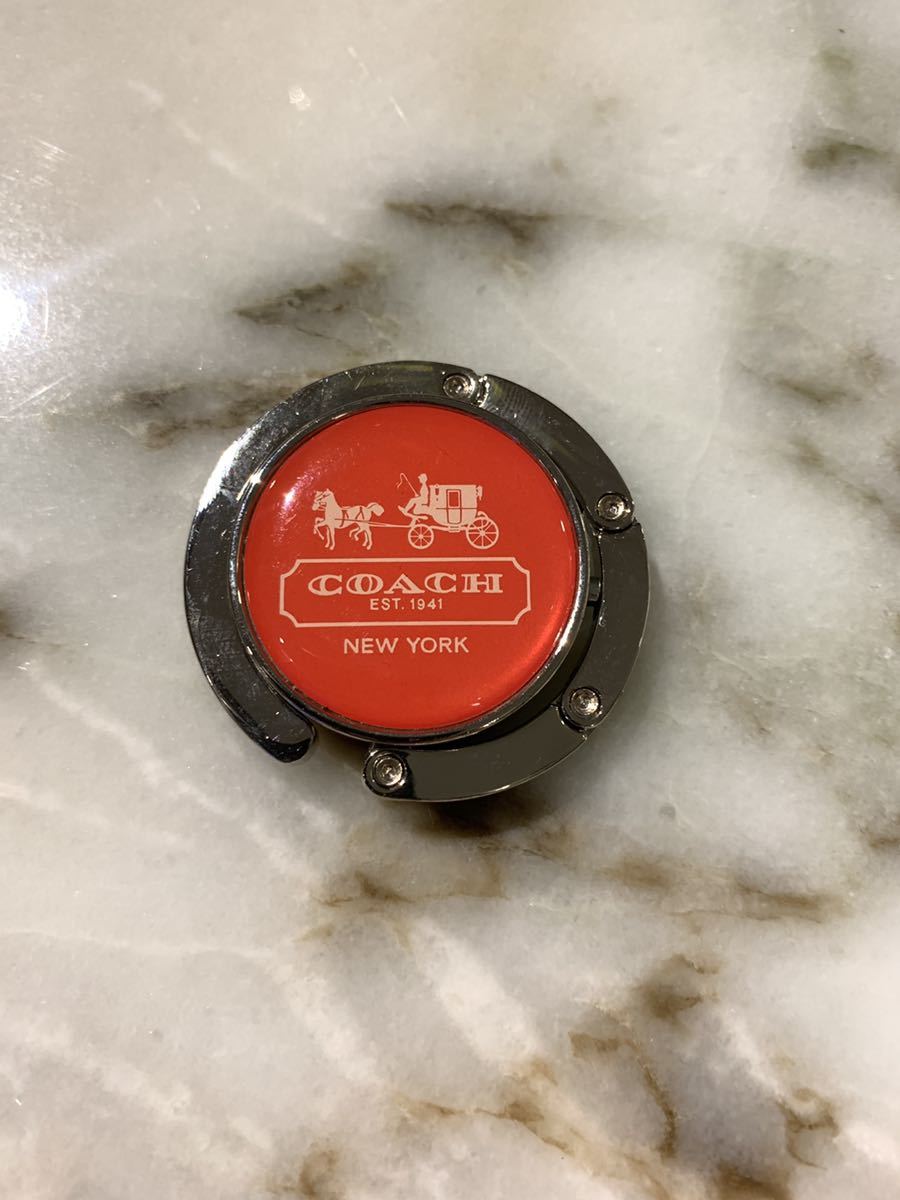 COACH
EST. 1941
NEW YORK